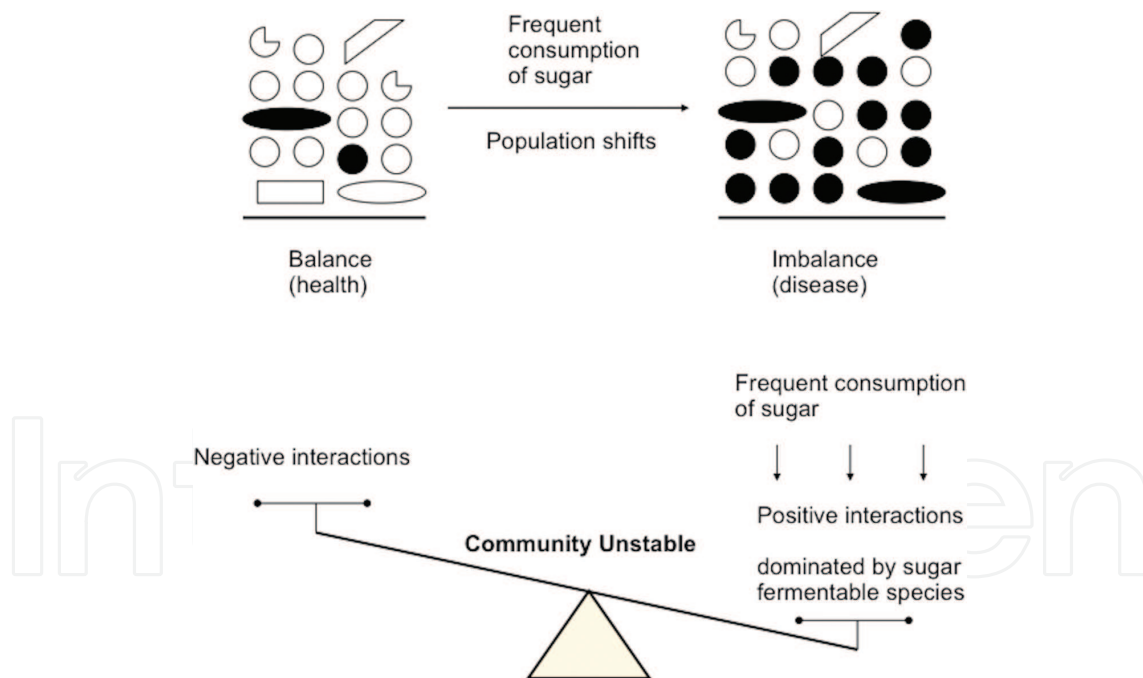 Frequent
consumption
of sugar
Population shifts
Balance
(health)
Imbalance
(disease)
Frequent consumption
of sugar
Negative interactions
Positive interactions
Community Unstable
dominated by sugar
fermentable species